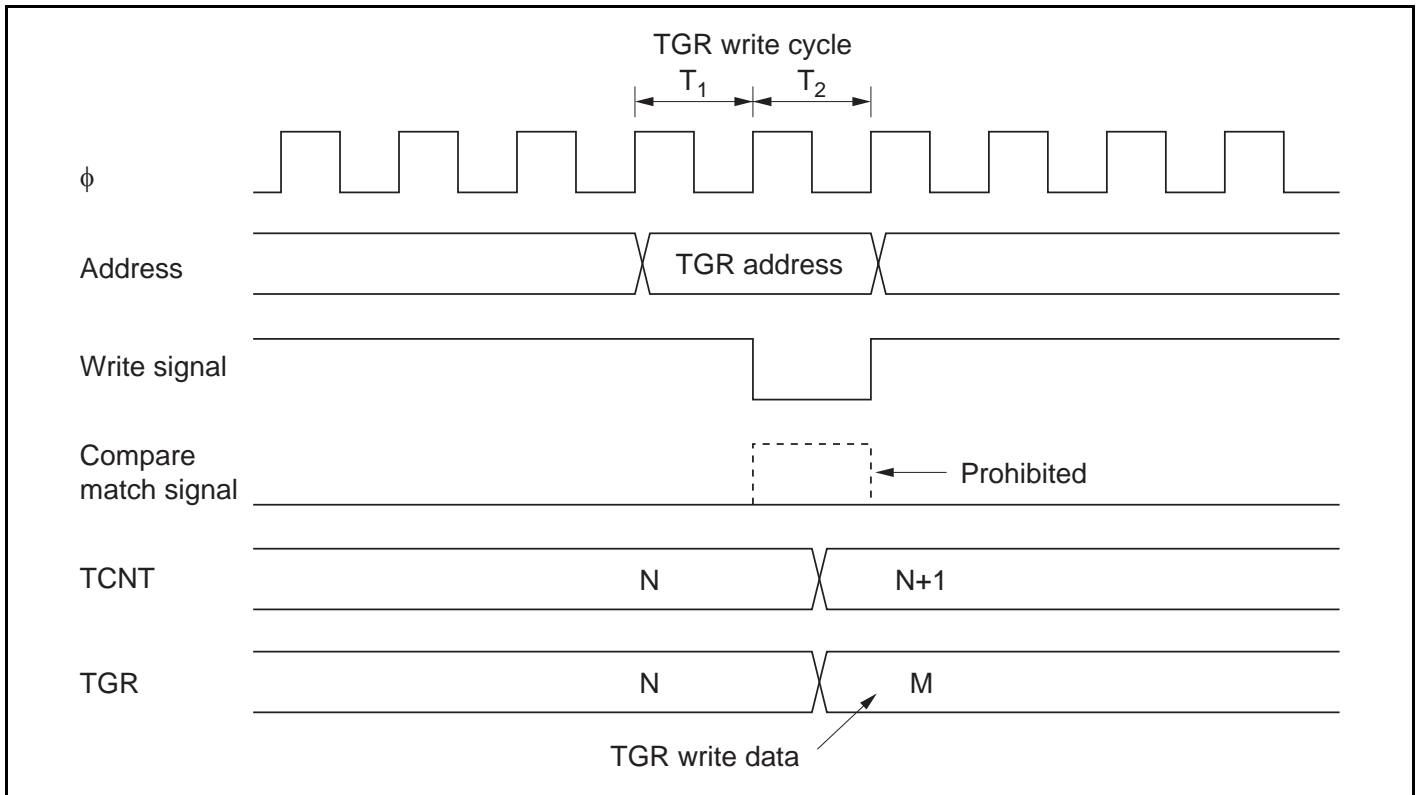 TGR write cycle
T1 T2
ϕ
Address
TGR address
Write signal
Compare
match signal
Prohibited
TCNT
N
N+1
TGR
N
M
TGR write data